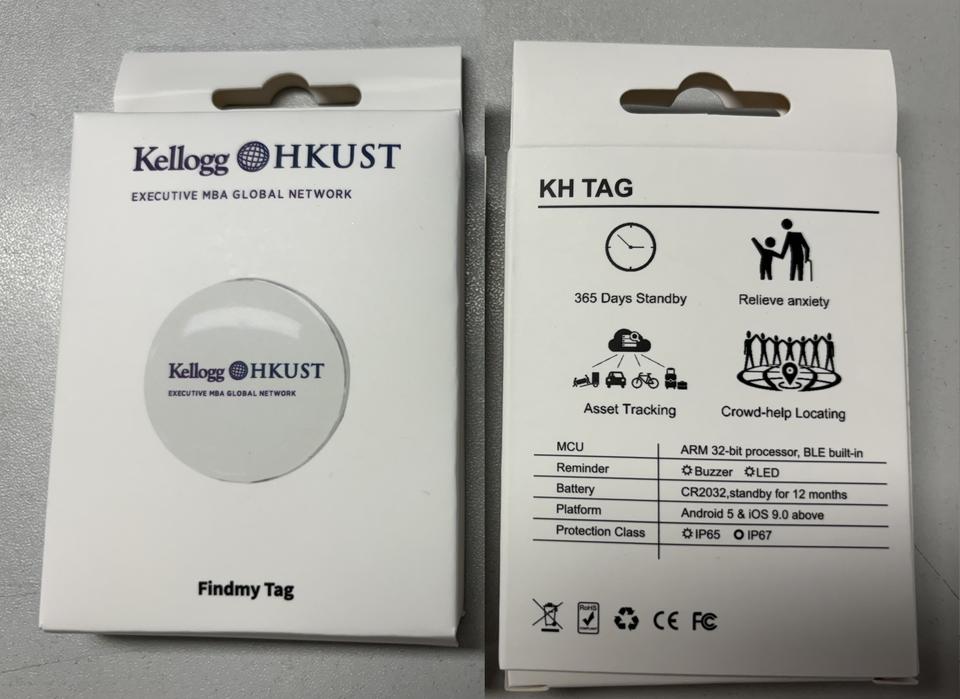 Kellogg HKUST
EXECUTIVE MBA GLOBAL NETWORK
Kellogg HKUST
EXECUTIVE MBA GLOBAL NETWORK
Findmy Tag
KH TAG
365 Days Standby
Relieve anxiety
Asset Tracking
Crowd-help Locating
MCU ARM 32-bit processor, BLE built-in
Reminder Buzzer LED
Battery CR2032,standby for 12 months
Platform Android 5 & iOS 9.0 above
Protection Class IP65 IP67
RoHS
CE FC